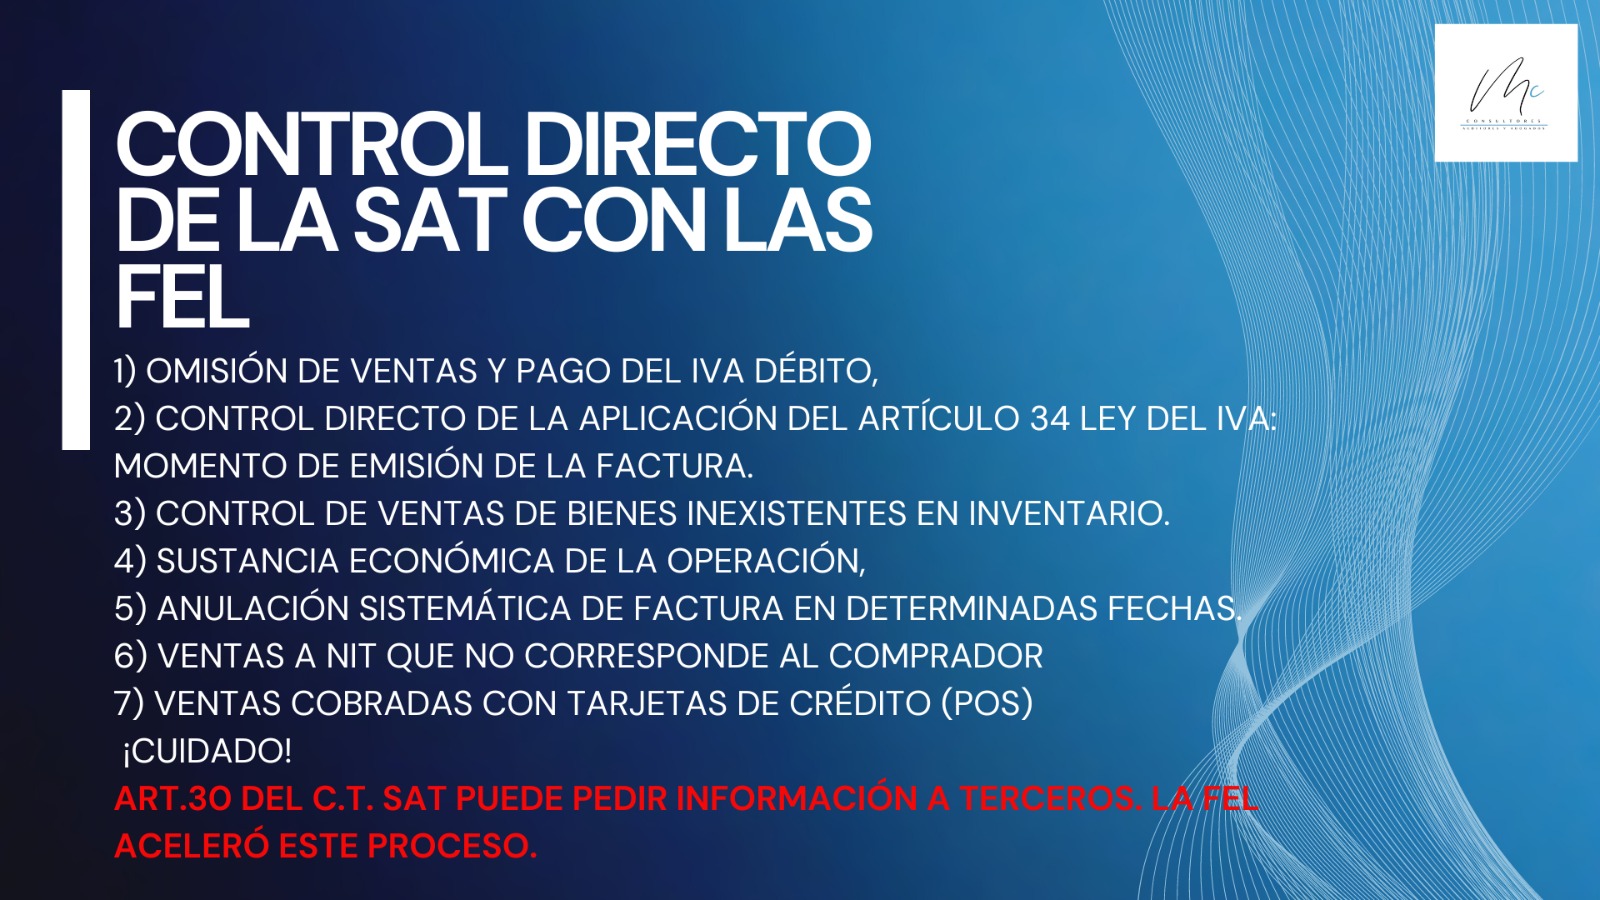 Mc
CONSULTORES
AUDITORES Y ABOGADOS
CONTROL DIRECTO
DE LA SAT CON LAS
FEL
1) OMISIÓN DE VENTAS Y PAGO DEL IVA DÉBITO,
2) CONTROL DIRECTO DE LA APLICACIÓN DEL ARTÍCULO 34 LEY DEL IVA:
MOMENTO DE EMISIÓN DE LA FACTURA.
3) CONTROL DE VENTAS DE BIENES INEXISTENTES EN INVENTARIO.
4) SUSTANCIA ECONÓMICA DE LA OPERACIÓN,
5) ANULACIÓN SISTEMÁTICA DE FACTURA EN DETERMINADAS FECHAS.
6) VENTAS A NIT QUE NO CORRESPONDE AL COMPRADOR
7) VENTAS COBRADAS CON TARJETAS DE CRÉDITO (POS)
¡CUIDADO!
ART.30 DEL C.T. SAT PUEDE PEDIR INFORMACIÓN A TERCEROS. LA FEL
ACELERÓ ESTE PROCESO.